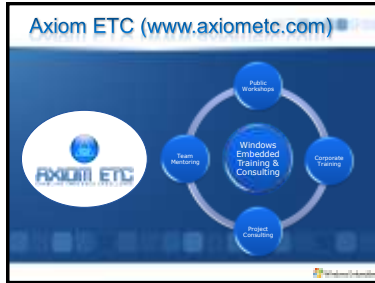 Axiom ETC (www.axiometc.com)
Public
Workshops
AXIOM ETC
Team
Mentoring
Windows
Embedded
Training &
Consulting
Corporate
Training
Project
Consulting